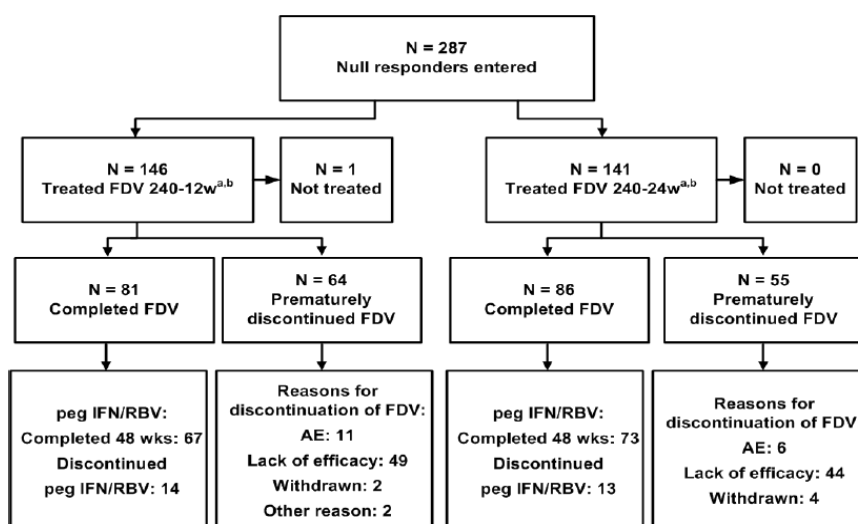 N = 287
Null responders entered
N = 146
Treated FDV 240-12wᵃ,ᵇ
N = 1
Not treated
N = 141
Treated FDV 240-24wᵃ,ᵇ
N = 0
Not treated
N = 81
Completed FDV
N = 64
Prematurely
discontinued FDV
N = 86
Completed FDV
N = 55
Prematurely
discontinued FDV
peg IFN/RBV:
Completed 48 wks: 67
Discontinued
peg IFN/RBV: 14
Reasons for
discontinuation of FDV:
AE: 11
Lack of efficacy: 49
Withdrawn: 2
Other reason: 2
peg IFN/RBV:
Completed 48 wks: 73
Discontinued
peg IFN/RBV: 13
Reasons for
discontinuation of FDV
AE: 6
Lack of efficacy: 44
Withdrawn: 4